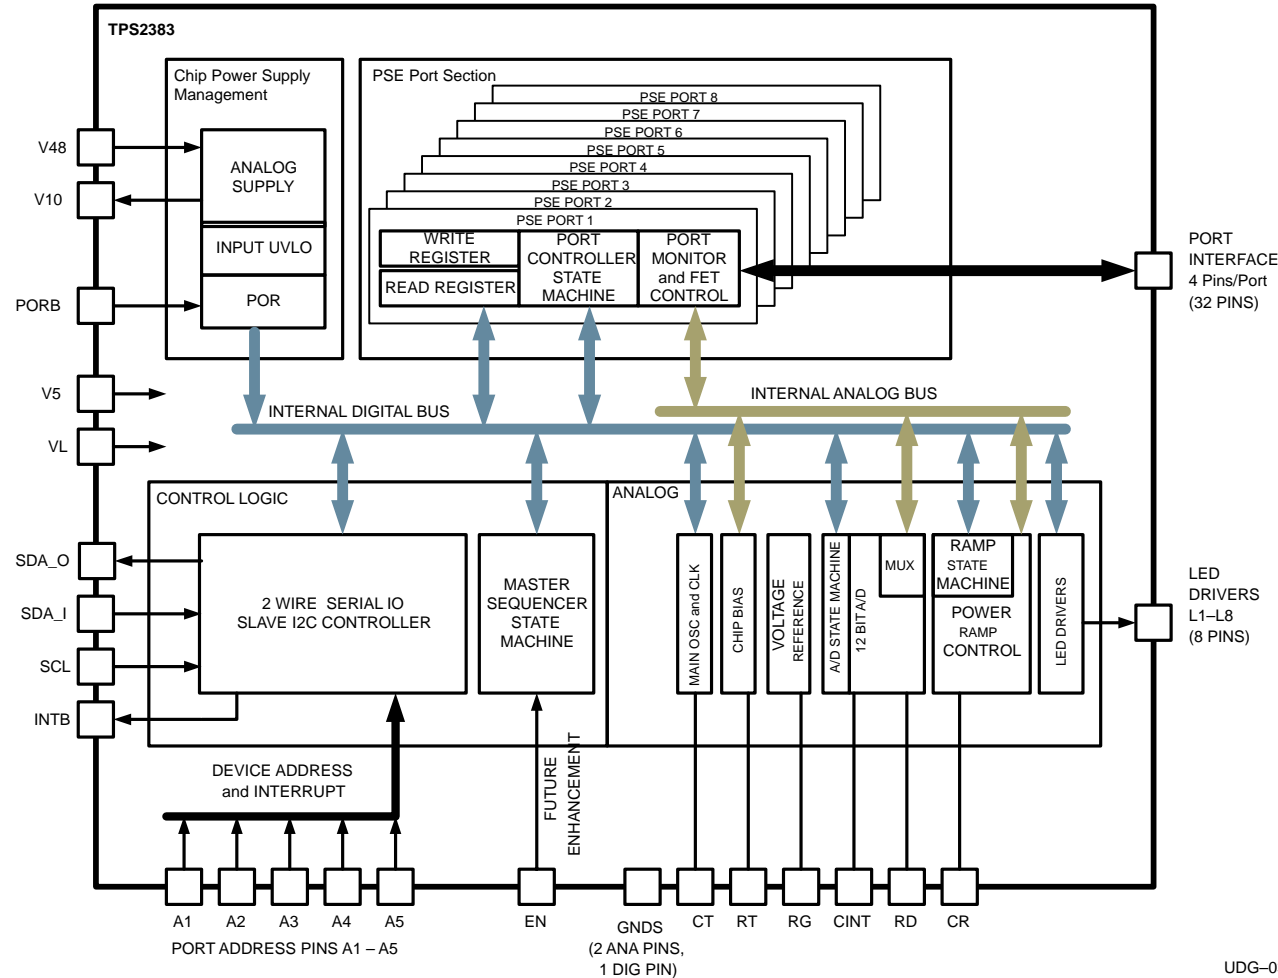 TPS2383
Chip Power Supply
Management
PSE Port Section
PSE PORT 8
PSE PORT 7
PSE PORT 6
PSE PORT 5
PSE PORT 4
PSE PORT 3
PSE PORT 2
PSE PORT 1
V48
V10
PORB
V5
VL
ANALOG
SUPPLY
INPUT UVLO
POR
WRITE
REGISTER
READ REGISTER
PORT
CONTROLLER
STATE
MACHINE
PORT
MONITOR
and FET
CONTROL
PORT
INTERFACE
4 Pins/Port
(32 PINS)
INTERNAL DIGITAL BUS
INTERNAL ANALOG BUS
CONTROL LOGIC
ANALOG
SDA_O
SDA_I
SCL
INTB
2 WIRE SERIAL IO
SLAVE I2C CONTROLLER
MASTER
SEQUENCER
STATE
MACHINE
MAIN OSC and CLK
CHIP BIAS
VOLTAGE
REFERENCE
A/D STATE MACHINE
12 BIT A/D
MUX
RAMP
STATE
MACHINE
POWER
RAMP
CONTROL
LED DRIVERS
LED
DRIVERS
L1–L8
(8 PINS)
DEVICE ADDRESS
and INTERRUPT
FUTURE
ENHANCEMENT
A1
A2
A3
A4
A5
EN
GNDS
(2 ANA PINS,
1 DIG PIN)
CT
RT
RG
CINT
RD
CR
PORT ADDRESS PINS A1 – A5
UDG–0